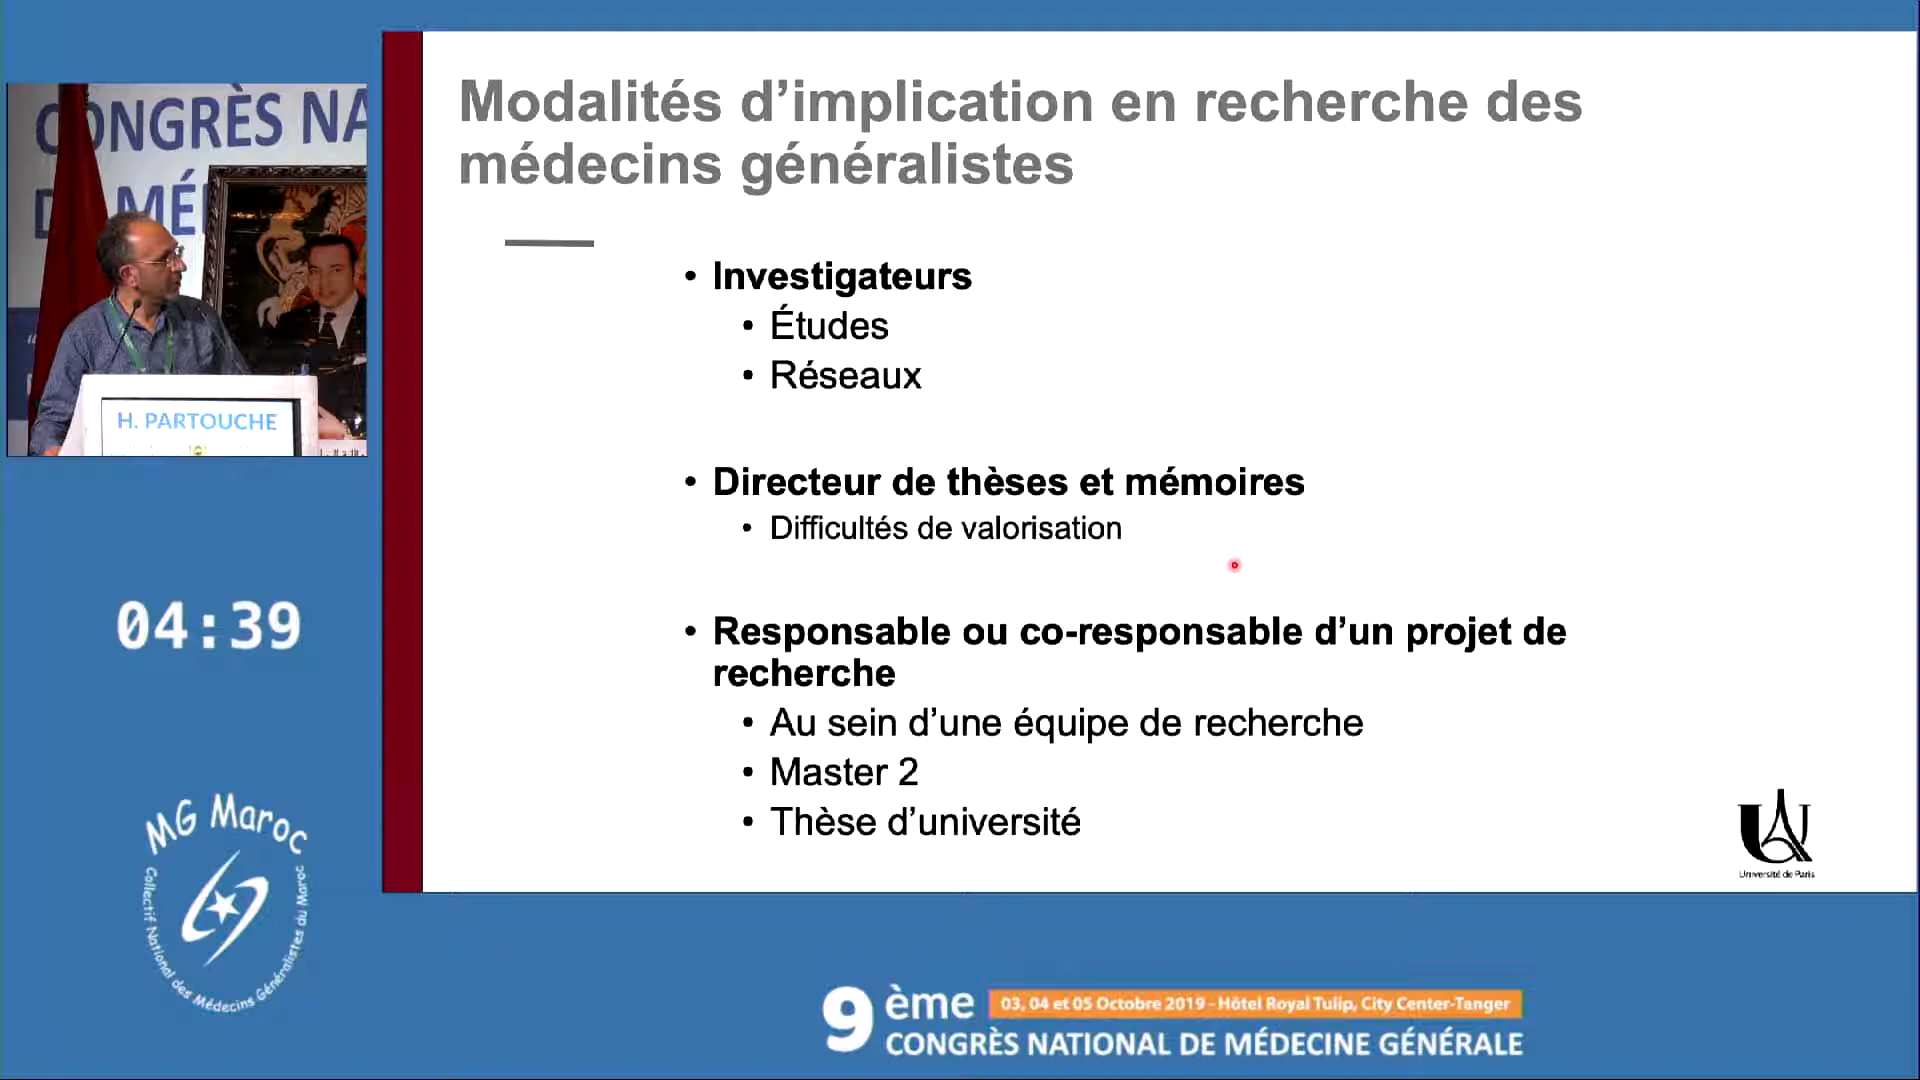 Modalités d’implication en recherche des
médecins généralistes
• Investigateurs
• Études
• Réseaux
• Directeur de thèses et mémoires
• Difficultés de valorisation
• Responsable ou co-responsable d’un projet de
recherche
• Au sein d’une équipe de recherche
• Master 2
• Thèse d’université
Université de Paris
CONGRÈS NA
MÉ
H. PARTOUCHE
04:39
MG Maroc
Collectif National des Médecins Généralistes du Maroc
9ème
03, 04 et 05 Octobre 2019 - Hôtel Royal Tulip, City Center-Tanger
CONGRÈS NATIONAL DE MÉDECINE GÉNÉRALE